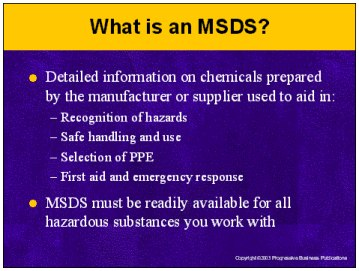 What is an MSDS?
Detailed information on chemicals prepared
by the manufacturer or supplier used to aid in:
– Recognition of hazards
– Safe handling and use
– Selection of PPE
– First aid and emergency response
MSDS must be readily available for all
hazardous substances you work with
Copyright ©2003 Progressive Business Publications